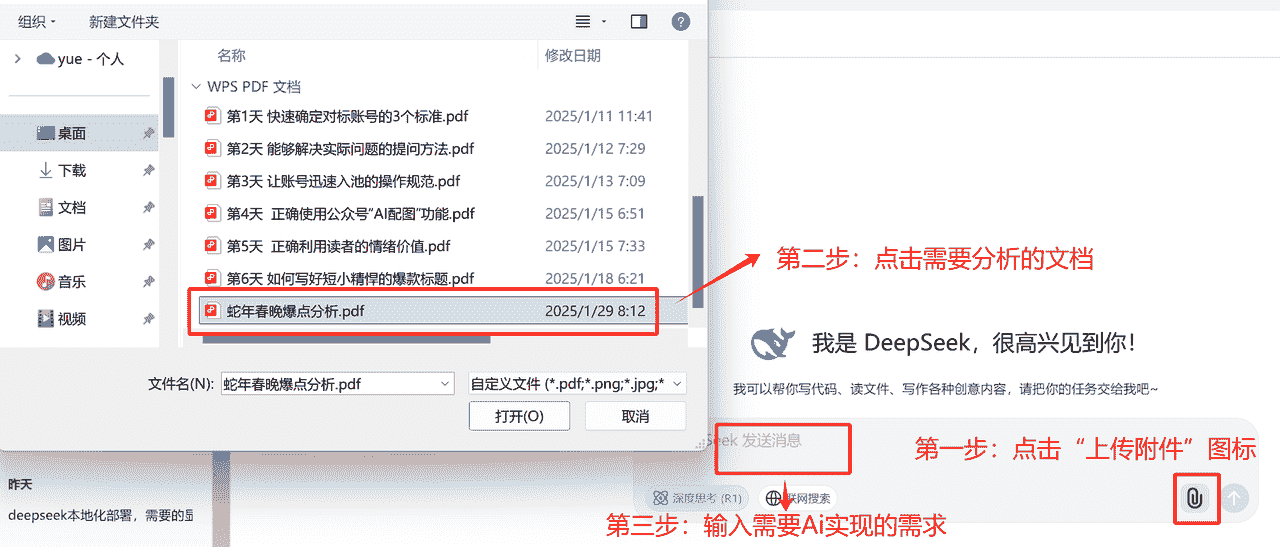 组织
新建文件夹
yue - 个人
桌面
下载
文档
图片
音乐
视频
名称
修改日期
WPS PDF 文档
第1天 快速确定对标账号的3个标准.pdf 2025/1/11 11:41
第2天 能够解决实际问题的提问方法.pdf 2025/1/12 7:29
第3天 让账号迅速入池的操作规范.pdf 2025/1/13 7:09
第4天 正确使用公众号“AI配图”功能.pdf 2025/1/15 6:51
第5天 正确利用读者的情绪价值.pdf 2025/1/15 7:33
第6天 如何写好短小精悍的爆款标题.pdf 2025/1/18 6:21
蛇年春晚爆点分析.pdf 2025/1/29 8:12
文件名(N): 蛇年春晚爆点分析.pdf 自定义文件 (*.pdf;*.png;*.jpg;*
打开(O) 取消
第二步：点击需要分析的文档
我是 DeepSeek，很高兴见到你！
我可以帮你写代码、读文件、写作各种创意内容，请把你的任务交给我吧~
Seek 发送消息
第一步：点击“上传附件”图标
深度思考 (R1) 联网搜索
第三步：输入需要Ai实现的需求
昨天
deepseek本地化部署，需要的显